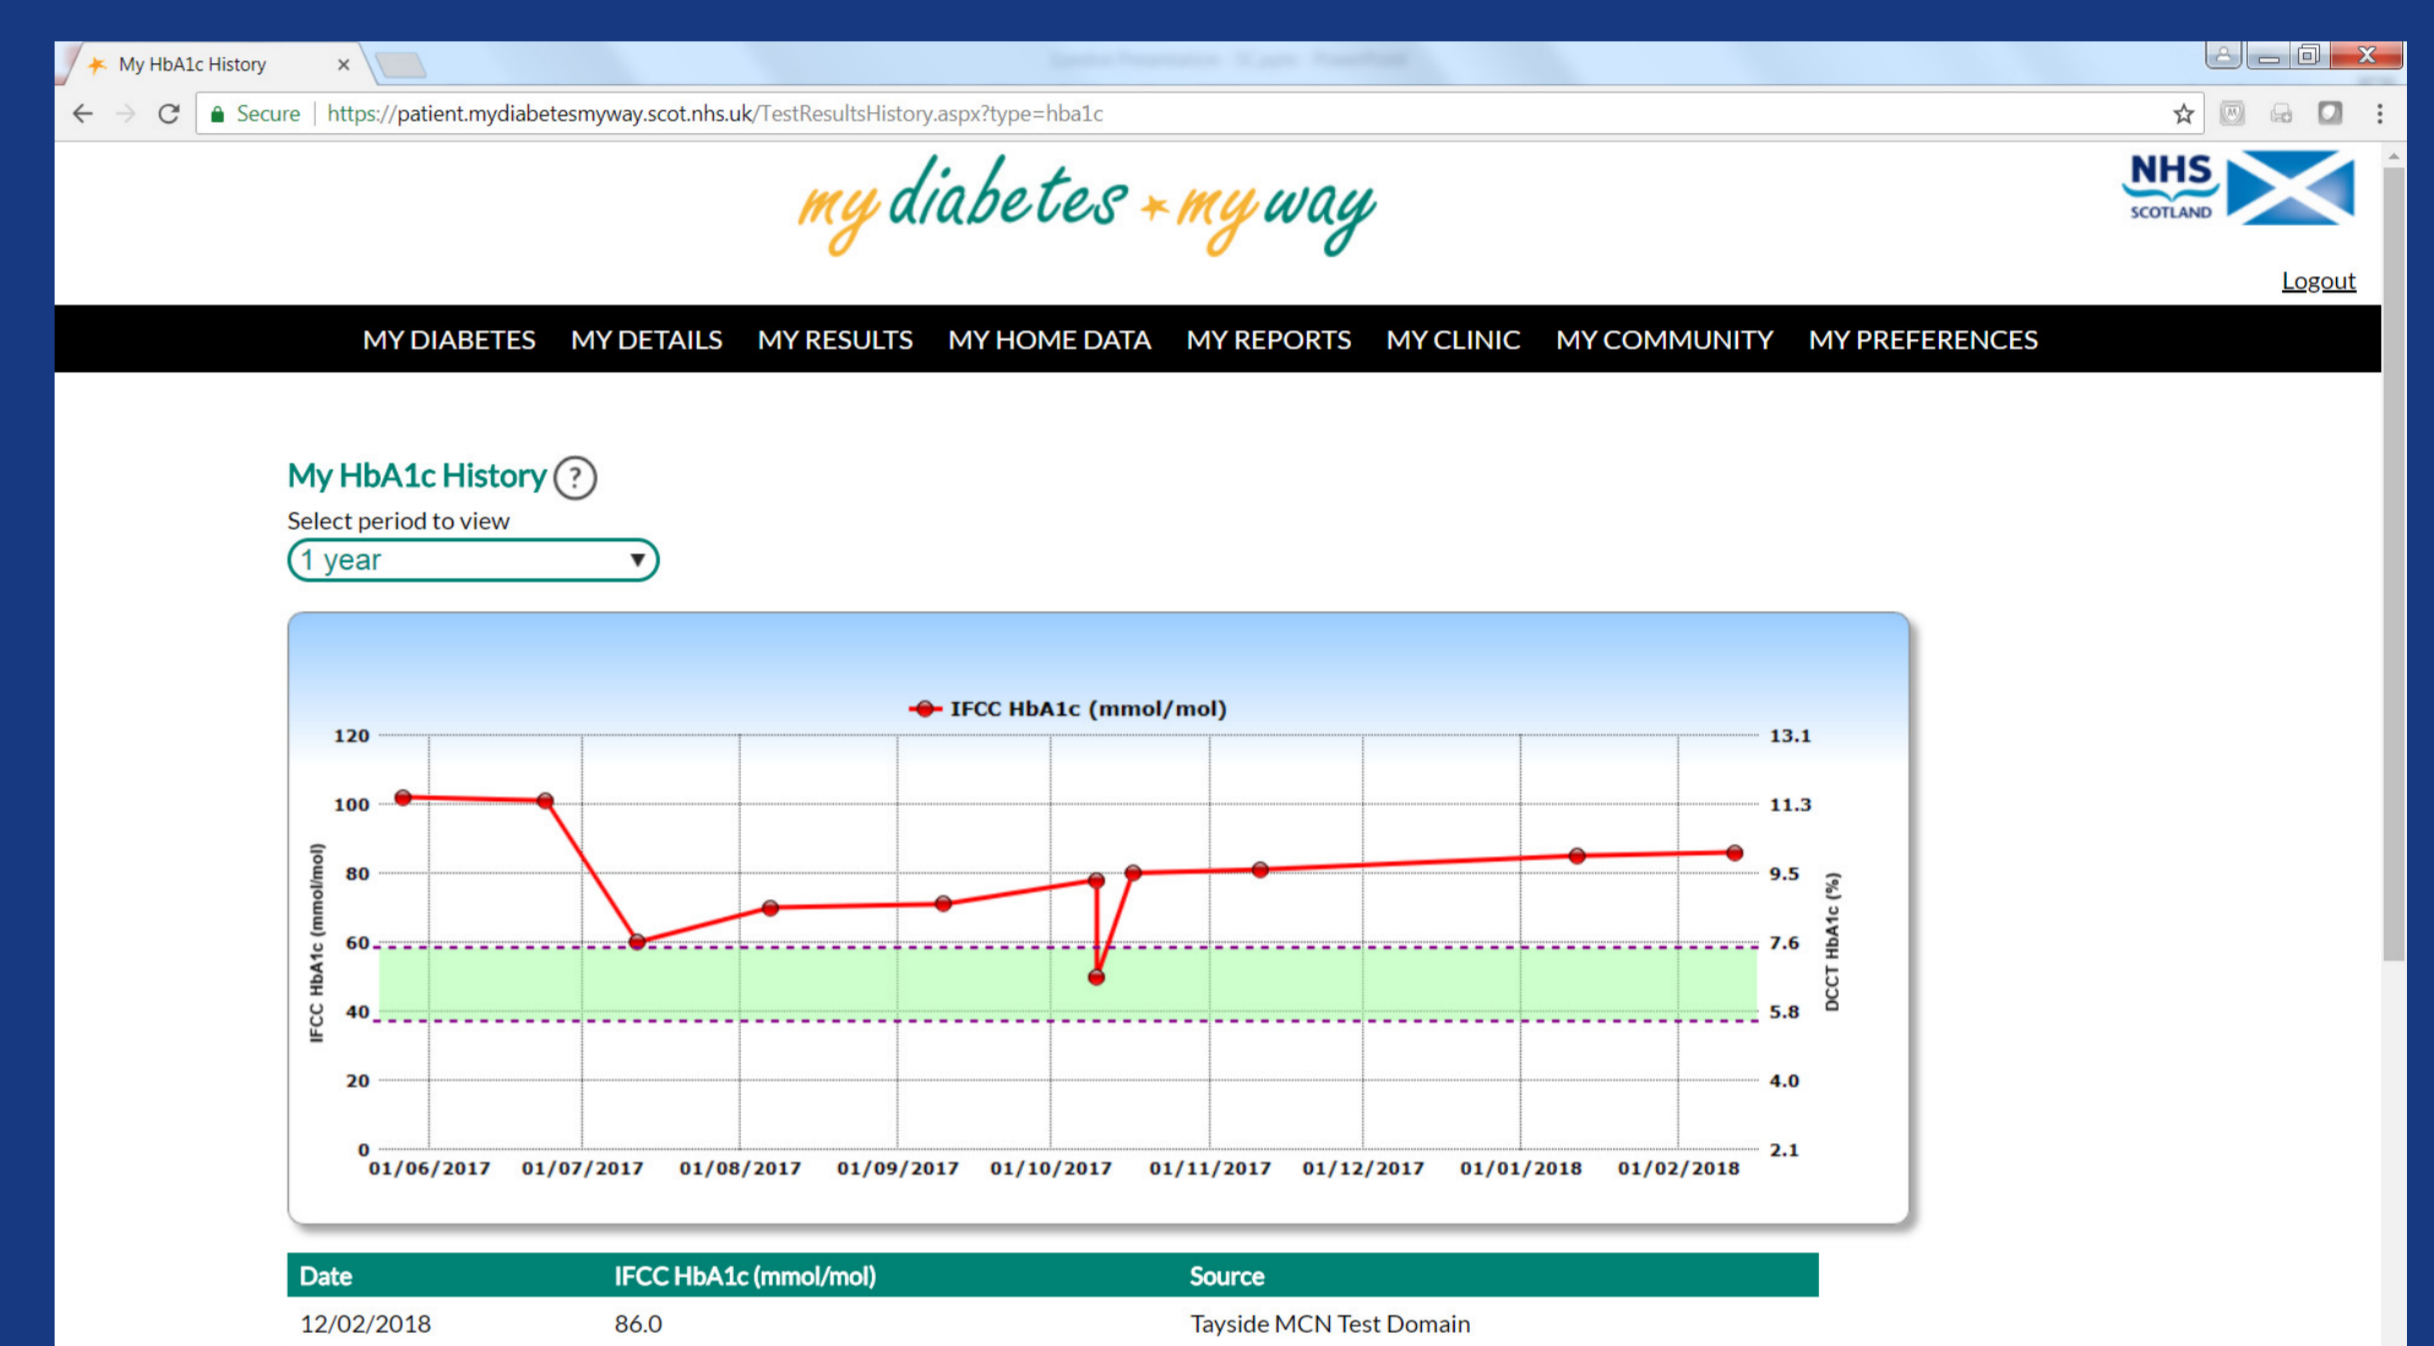 My HbA1c History
Secure | https://patient.mydiabetesmyway.scot.nhs.uk/TestResultsHistory.aspx?type=hba1c
my diabetes my way
NHS
SCOTLAND
Logout
MY DIABETES MY DETAILS MY RESULTS MY HOME DATA MY REPORTS MY CLINIC MY COMMUNITY MY PREFERENCES
My HbA1c History ?
Select period to view
1 year
IFCC HbA1c (mmol/mol)
120 13.1
100 11.3
80 9.5
60 7.6
40 5.8
20 4.0
0 2.1
IFCC HbA1c (mmol/mol)
DCCT HbA1c (%)
01/06/2017 01/07/2017 01/08/2017 01/09/2017 01/10/2017 01/11/2017 01/12/2017 01/01/2018 01/02/2018
Date IFCC HbA1c (mmol/mol) Source
12/02/2018 86.0 Tayside MCN Test Domain